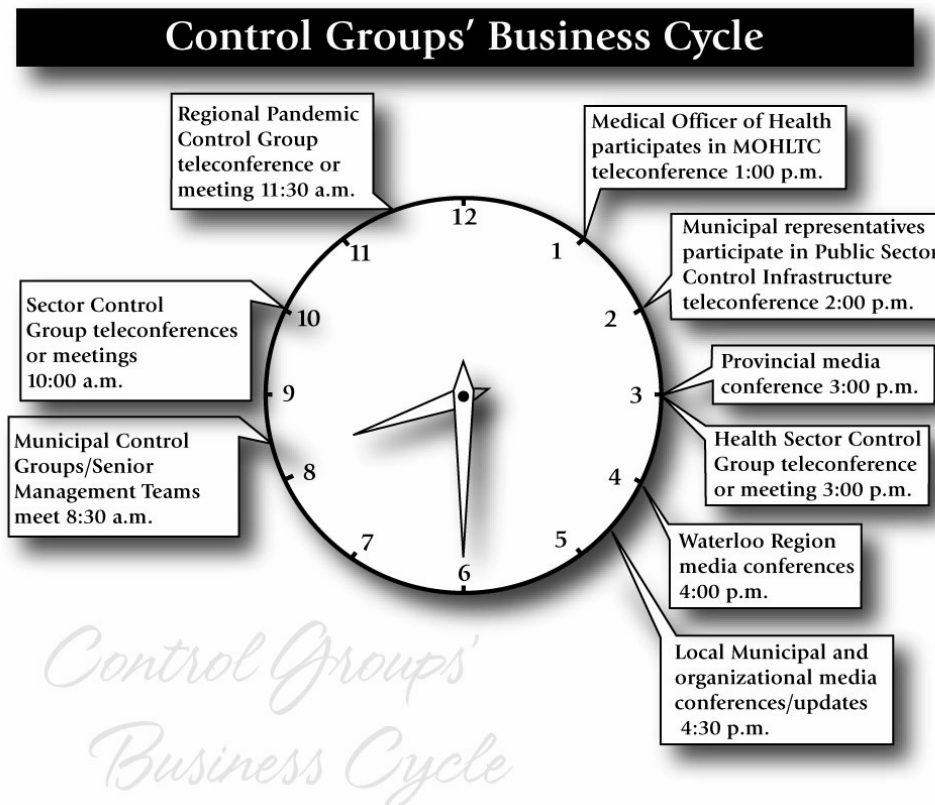 Control Groups' Business Cycle
Regional Pandemic
Control Group
teleconference or
meeting 11:30 a.m.
Medical Officer of Health
participates in MOHLTC
teleconference 1:00 p.m.
Municipal representatives
participate in Public Sector
Control Infrastructure
teleconference 2:00 p.m.
Sector Control
Group teleconferences
or meetings
10:00 a.m.
Provincial media
conference 3:00 p.m.
Municipal Control
Groups/Senior
Management Teams
meet 8:30 a.m.
Health Sector Control
Group teleconference
or meeting 3:00 p.m.
Waterloo Region
media conferences
4:00 p.m.
Local Municipal and
organizational media
conferences/updates
4:30 p.m.
12
1
2
3
4
5
6
7
8
9
10
11
Control Groups'
Business Cycle